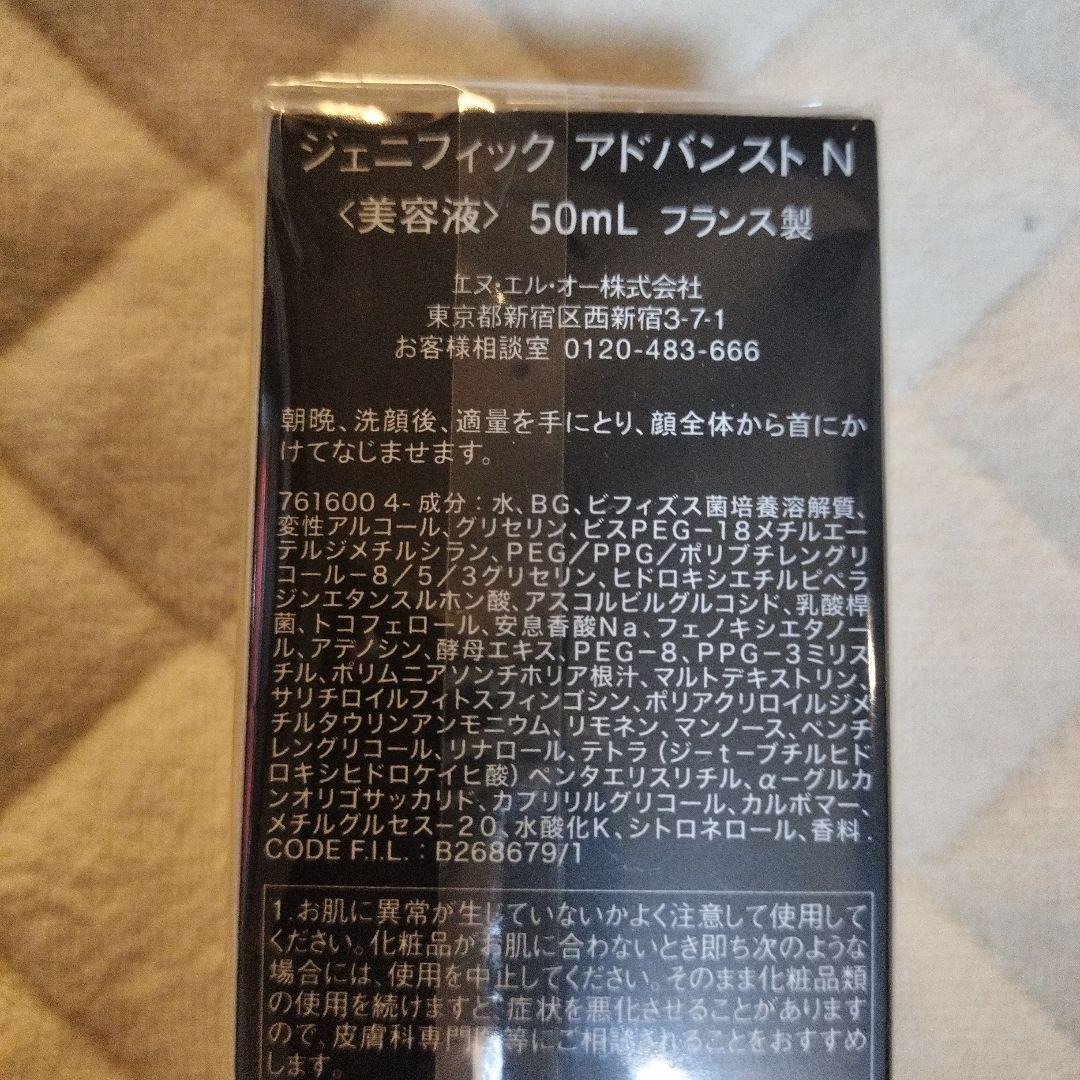 ジェニフィック アドバンスト N
〈美容液〉 50mL フランス製
エヌ・エル・オー株式会社
東京都新宿区西新宿3-7-1
お客様相談室 0120-483-666
朝晩、洗顔後、適量を手にとり、顔全体から首にか
けてなじませます。
761600 4- 成分：水、BG、ビフィズス菌培養溶解質、
変性アルコール、グリセリン、ビスPEG－18メチルエー
テルジメチルシラン、PEG／PPG／ポリブチレングリ
コール－8／5／3グリセリン、ヒドロキシエチルピペラ
ジンエタンスルホン酸、アスコルビルグルコシド、乳酸桿
菌、トコフェロール、安息香酸Na、フェノキシエタノー
ル、アデノシン、酵母エキス、PEG－8、PPG－3ミリス
チル、ポリムニアソンチホリア根汁、マルトデキストリン、
サリチロイルフィトスフィンゴシン、ポリアクリロイルジメ
チルタウリンアンモニウム、リモネン、マンノース、ペンチ
レングリコール、リナロール、テトラ（ジーtーブチルヒド
ロキシヒドロケイヒ酸）ペンタエリスリチル、α－グルカ
ンオリゴサッカリド、カプリリルグリコール、カルボマー、
メチルグルセス－20、水酸化K、シトロネロール、香料.
CODE F.I.L. : B268679/1
1.お肌に異常が生じていないかよく注意して使用して
ください。化粧品がお肌に合わないとき即ち次のような
場合には、使用を中止してください。そのまま化粧品類
の使用を続けますと、症状を悪化させることがあります
ので、皮膚科専門医等にご相談されることをおすすめ
します。